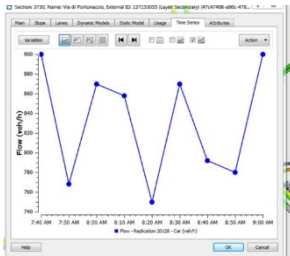 Section: 3730, Name: Via di Portonaccio, External ID: 137153055 (Layer: Secondary)
Main Slope Lanes Dynamic Models Static Model Usage Time Series Attributes
Variables Action
900
880
860
840
820
800
780
760
740
Flow (veh/h)
7:40 AM 7:50 AM 8:00 AM 8:10 AM 8:20 AM 8:30 AM 8:40 AM 8:50 AM 9:00 AM
Flow - Replication 20128 - Car (veh/h)
Help OK Cancel